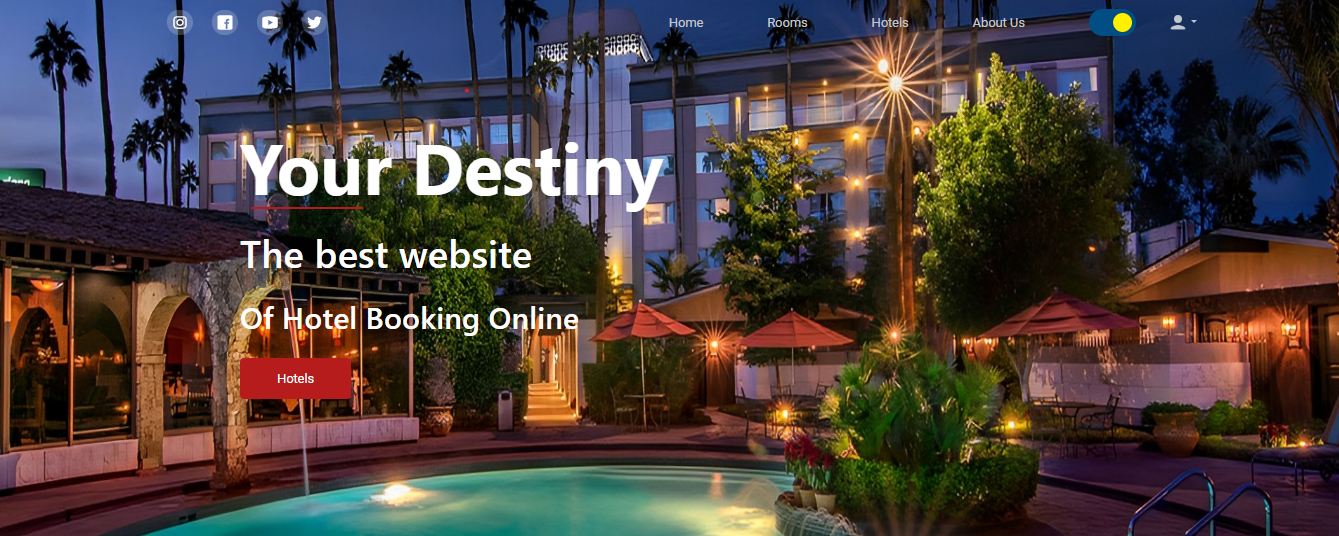 Home
Rooms
Hotels
About Us
Your Destiny
The best website
Of Hotel Booking Online
Hotels